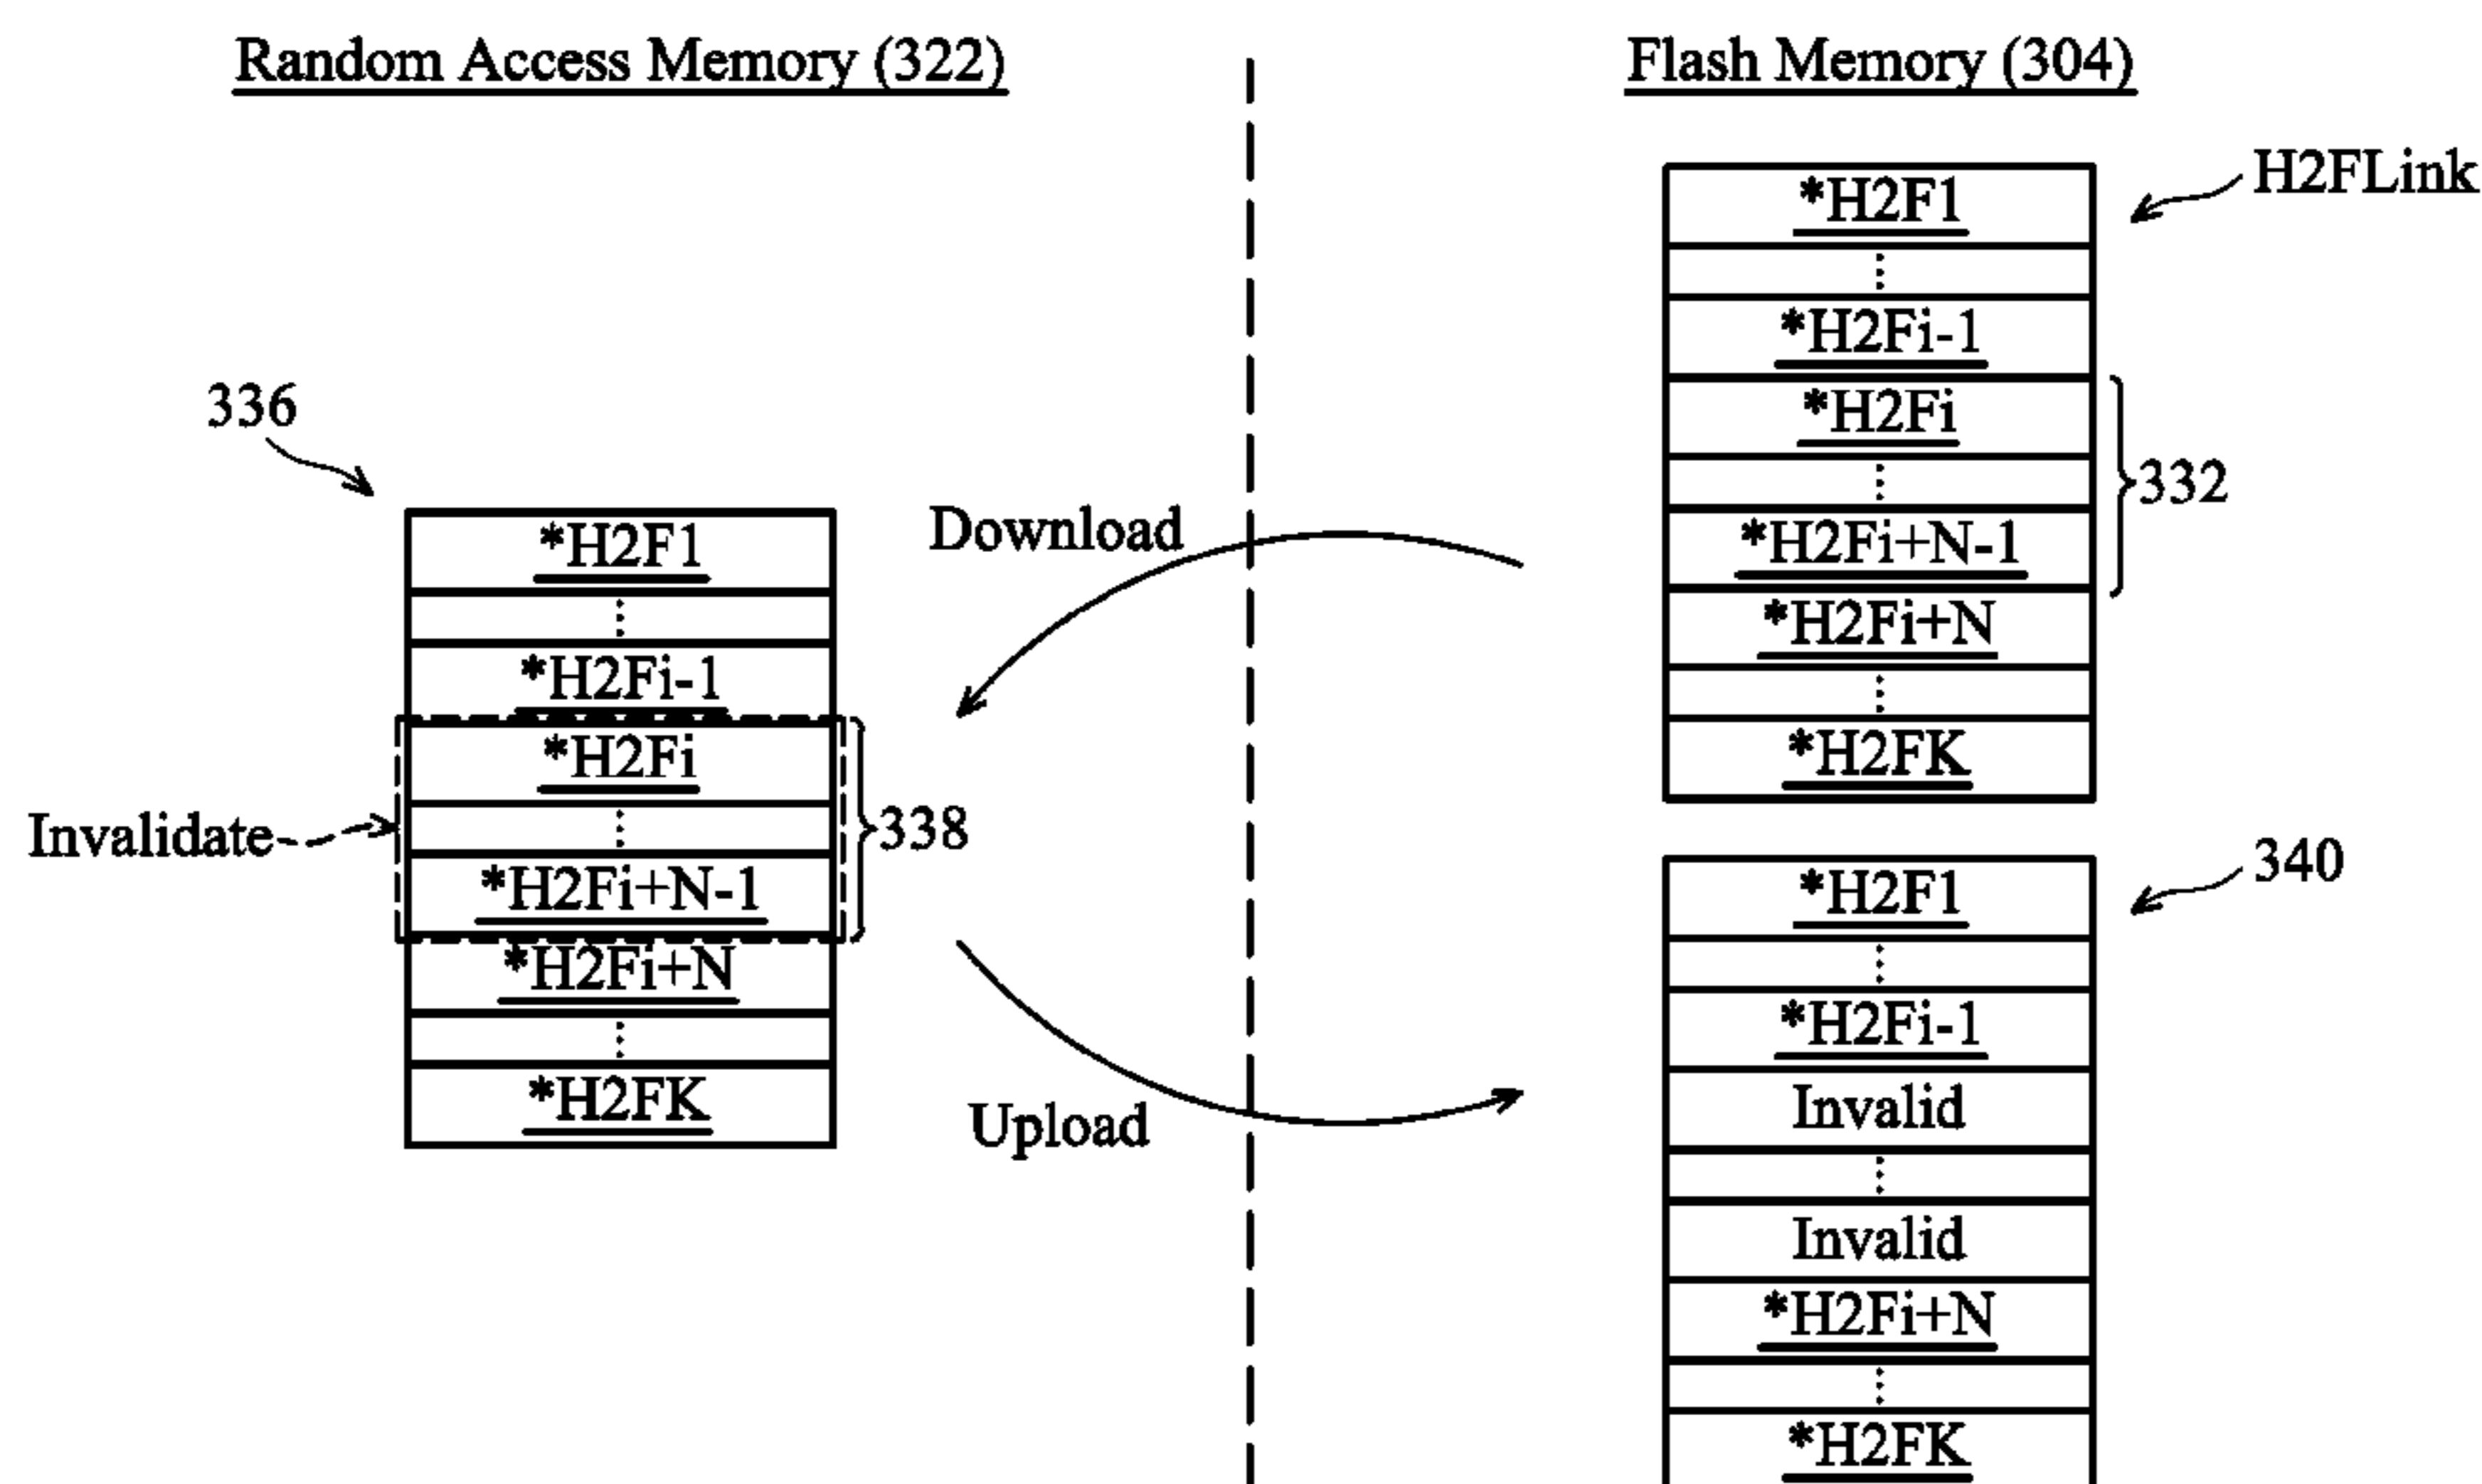 Random Access Memory (322)
Flash Memory (304)
H2FLink
*H2F1
⋮
*H2Fi-1
*H2Fi
⋮
*H2Fi+N-1
*H2Fi+N
⋮
*H2FK
332
336
*H2F1
⋮
*H2Fi-1
*H2Fi
⋮
*H2Fi+N-1
*H2Fi+N
⋮
*H2FK
Invalidate
338
Download
Upload
340
*H2F1
⋮
*H2Fi-1
Invalid
⋮
Invalid
*H2Fi+N
⋮
*H2FK